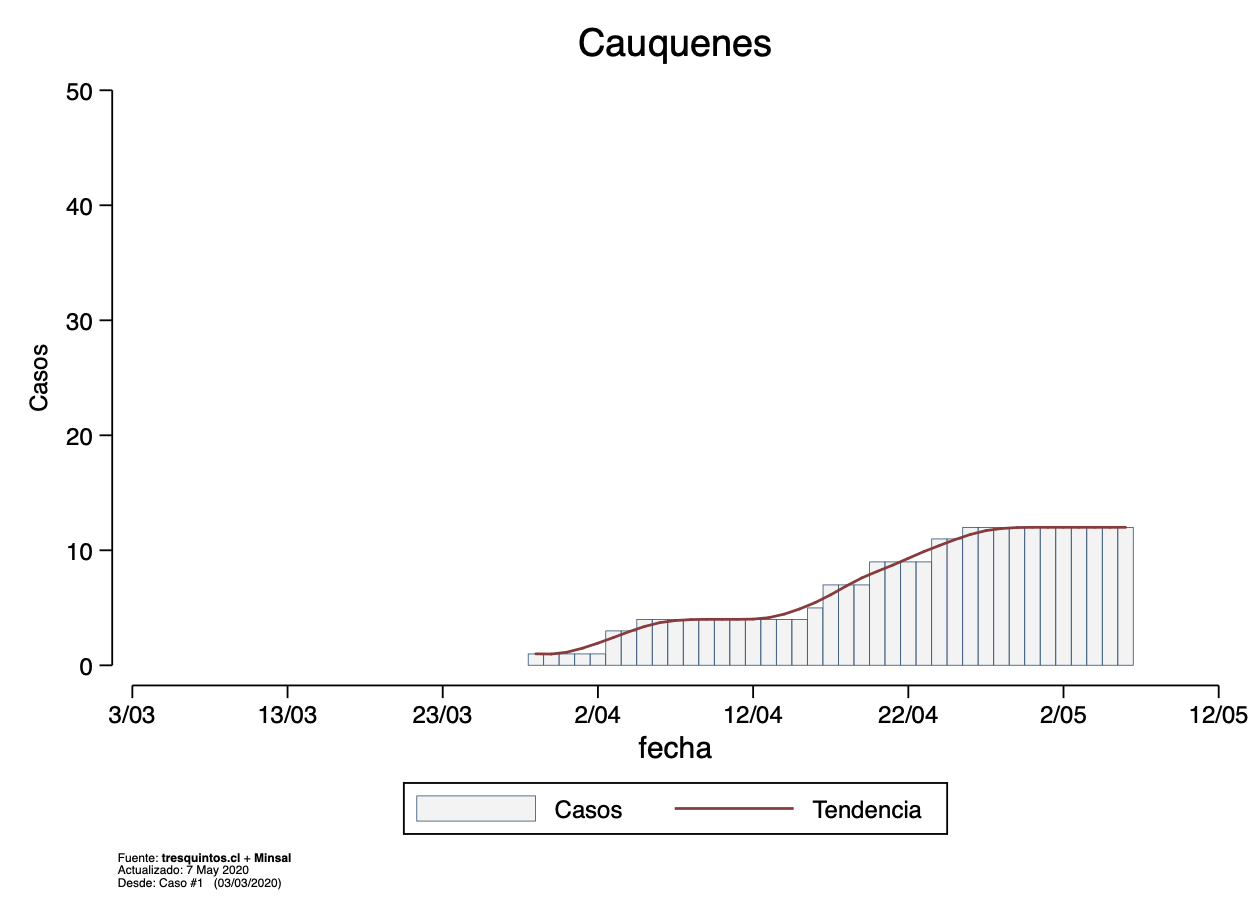 Cauquenes
50
40
30
20
10
0
Casos
3/03 13/03 23/03 2/04 12/04 22/04 2/05 12/05
fecha
Casos Tendencia
Fuente: tresquintos.cl + Minsal
Actualizado: 7 May 2020
Desde: Caso #1 (03/03/2020)